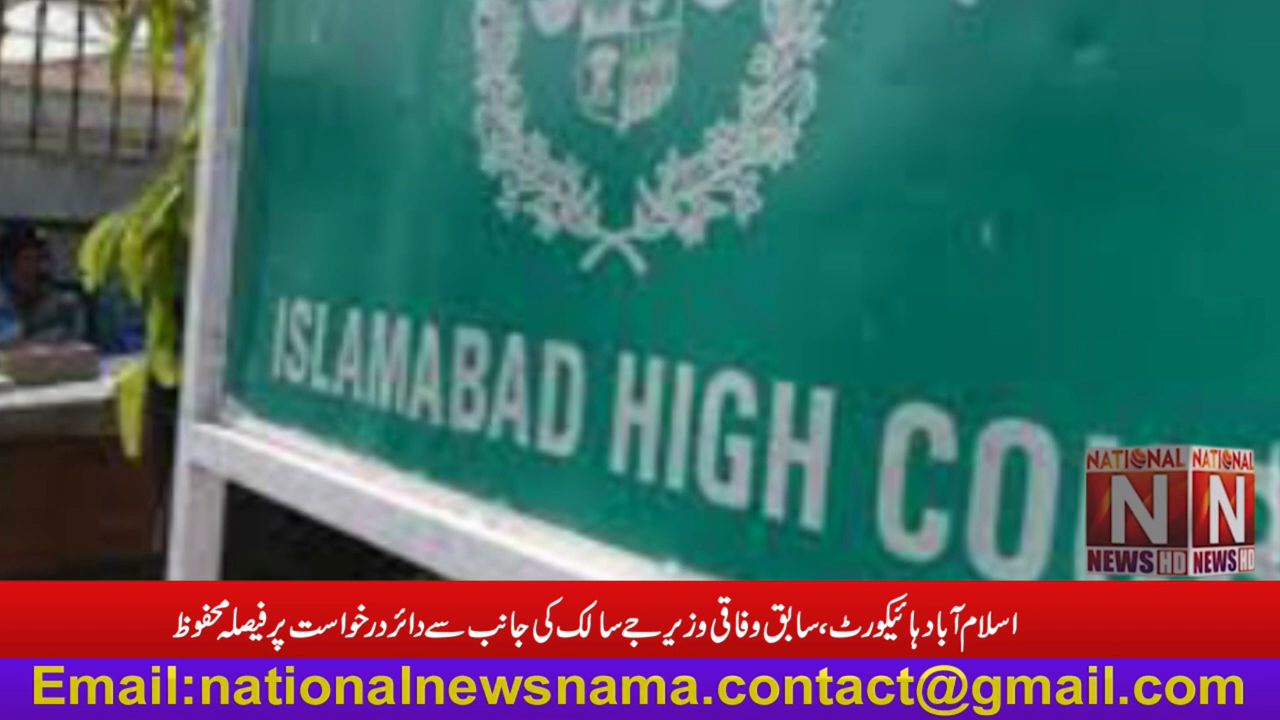 ISLAMABAD HIGH
NATIONAL NATIONAL
N N
NEWS HD NEWS HD
اسلام آباد ہائیکورٹ، سابق وفاقی وزیر جے سالک کی جانب سے دائر درخواست پر فیصلہ محفوظ
Email:nationalnewsnama.contact@gmail.com